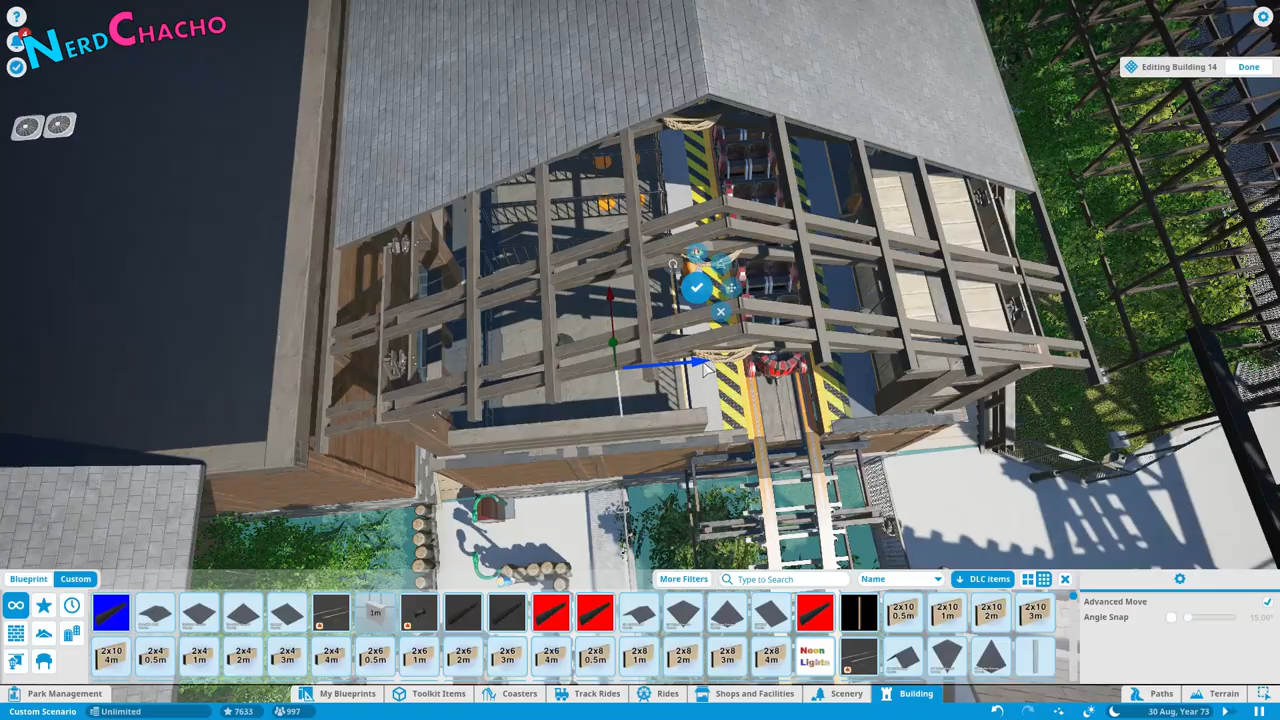 NERDCHACHO
?
4
Editing Building 14
Done
Blueprint
Custom
More Filters
Type to Search
Name
DLC items
Advanced Move
Angle Snap
15.00°
1m
2x10 0.5m
2x10 1m
2x10 2m
2x10 3m
2x10 4m
2x4 0.5m
2x4 1m
2x4 2m
2x4 3m
2x4 4m
2x6 0.5m
2x6 1m
2x6 2m
2x6 3m
2x6 4m
2x8 0.5m
2x8 1m
2x8 2m
2x8 3m
2x8 4m
Neon Lights
Park Management
My Blueprints
Toolkit Items
Coasters
Track Rides
Rides
Shops and Facilities
Scenery
Building
Paths
Terrain
Custom Scenario
Unlimited
7633
997
30 Aug, Year 73